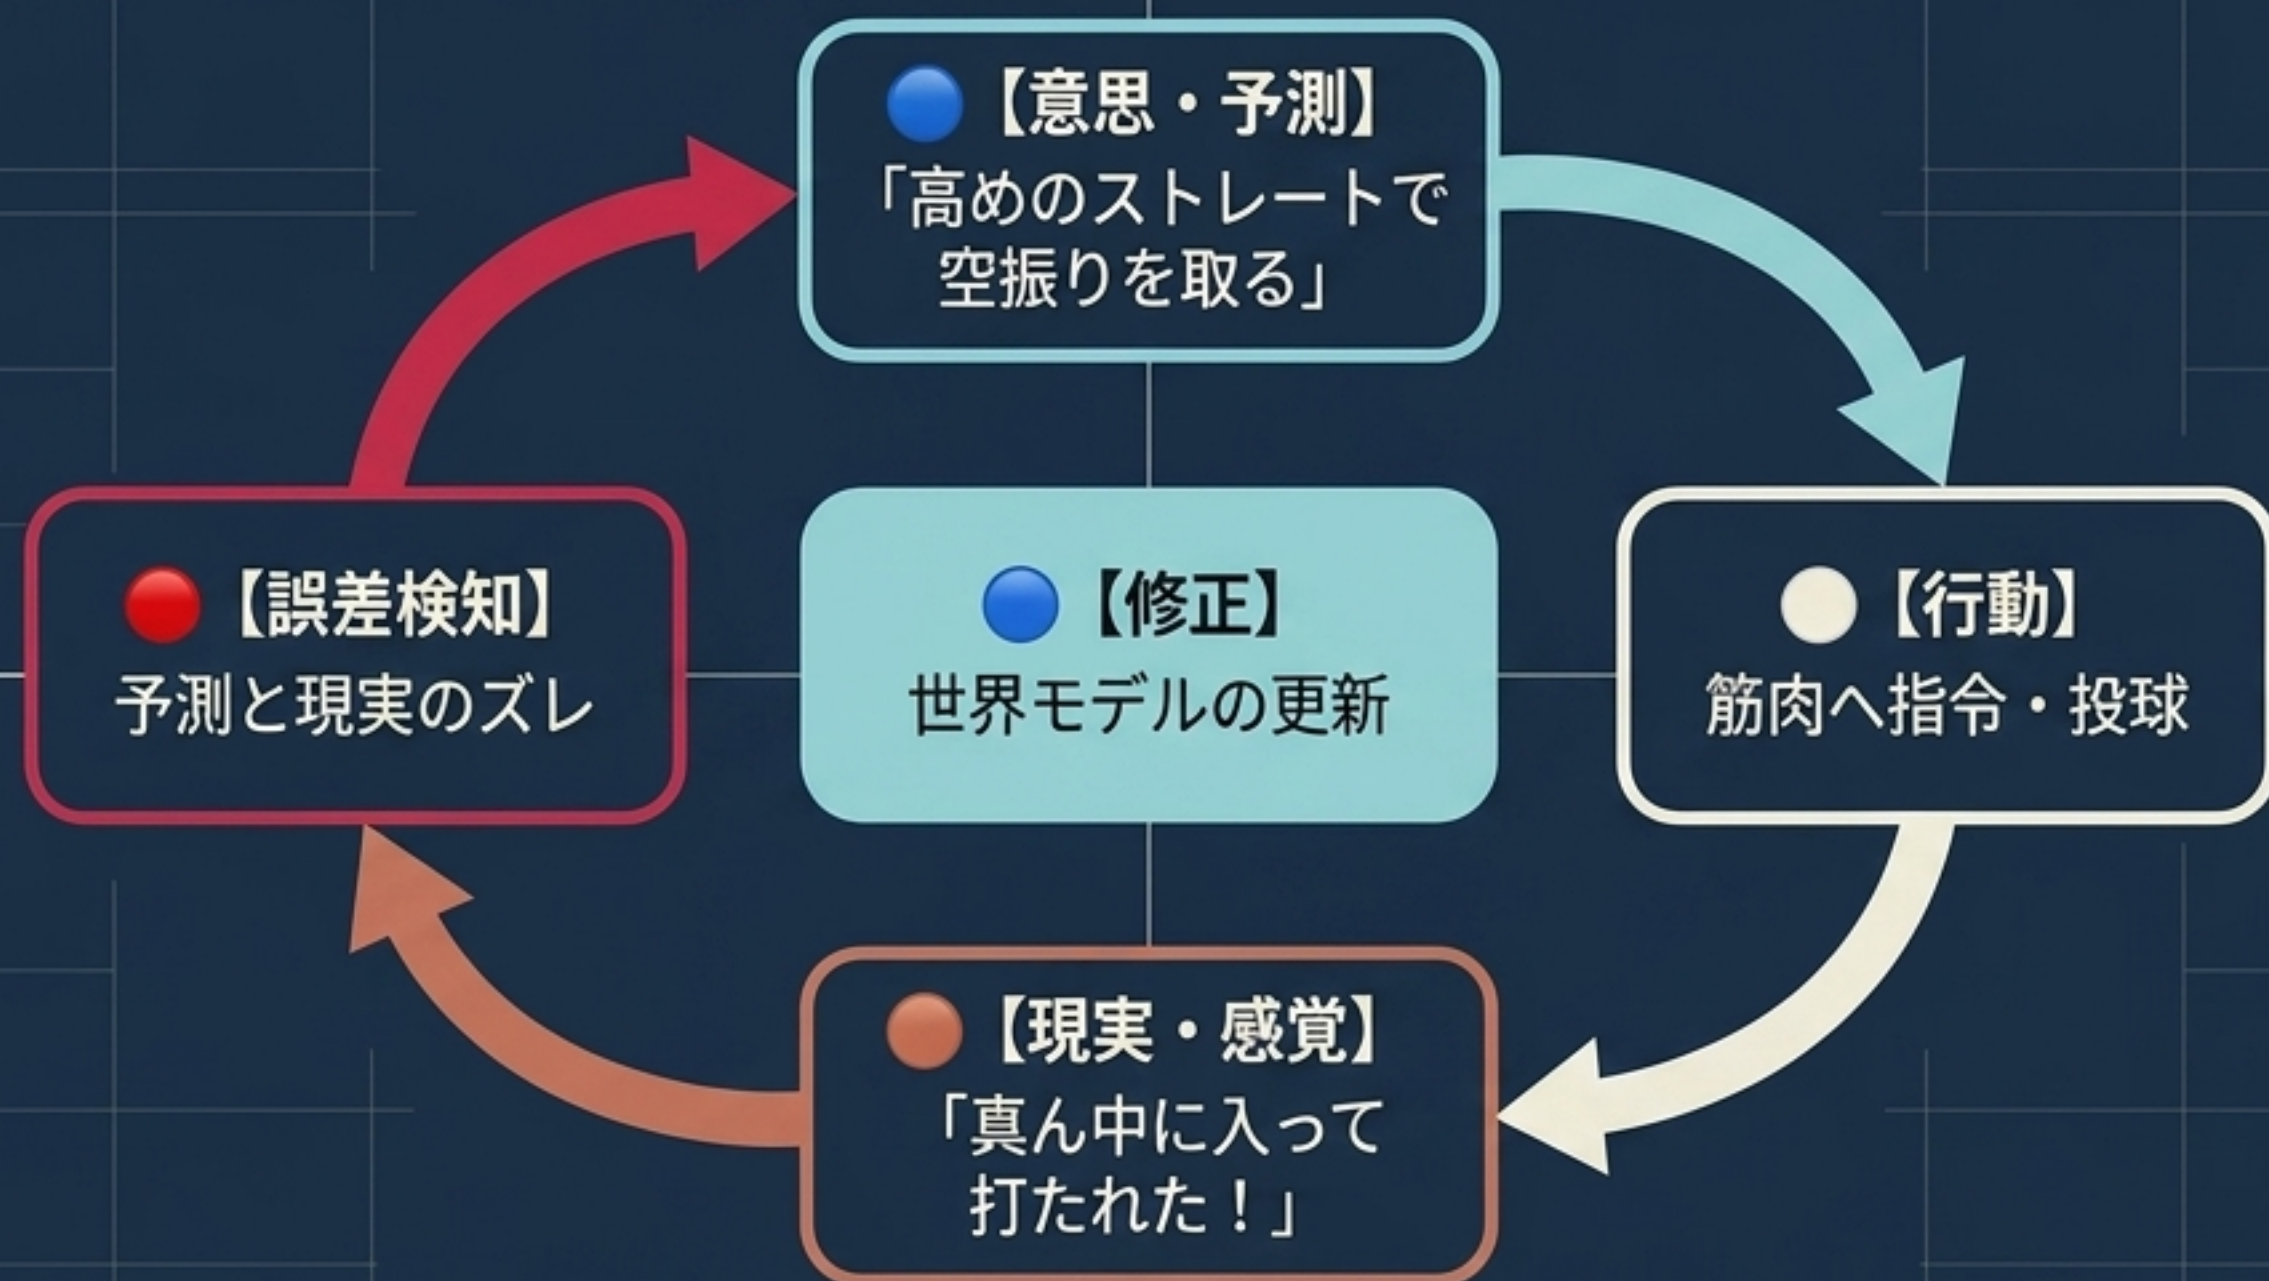 【意思・予測】
「高めのストレートで
空振りを取る」
【誤差検知】
予測と現実のズレ
【修正】
世界モデルの更新
【行動】
筋肉へ指令・投球
【現実・感覚】
「真ん中に入って
打たれた！」